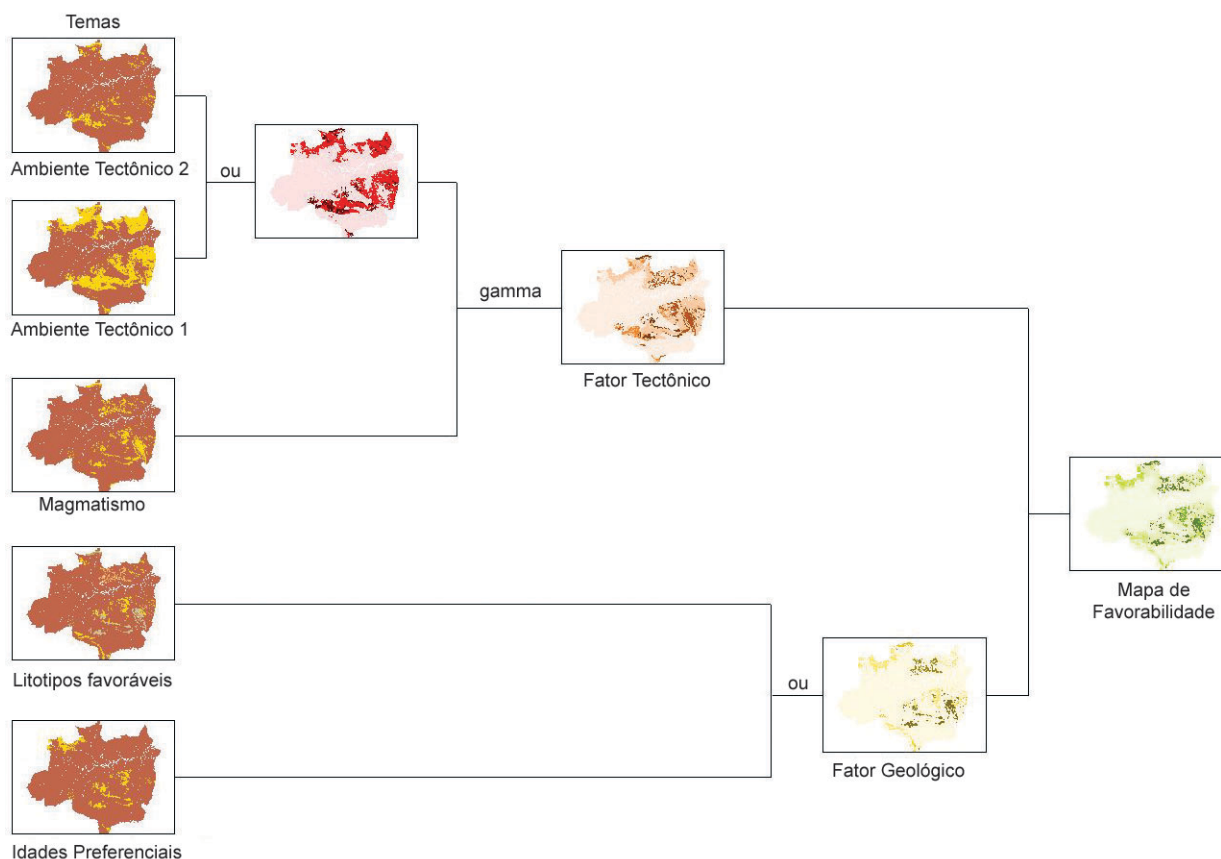 Temas
Ambiente Tectônico 2
ou
Ambiente Tectônico 1
gamma
Fator Tectônico
Magmatismo
Mapa de
Favorabilidade
Litotipos favoráveis
ou
Fator Geológico
Idades Preferenciais